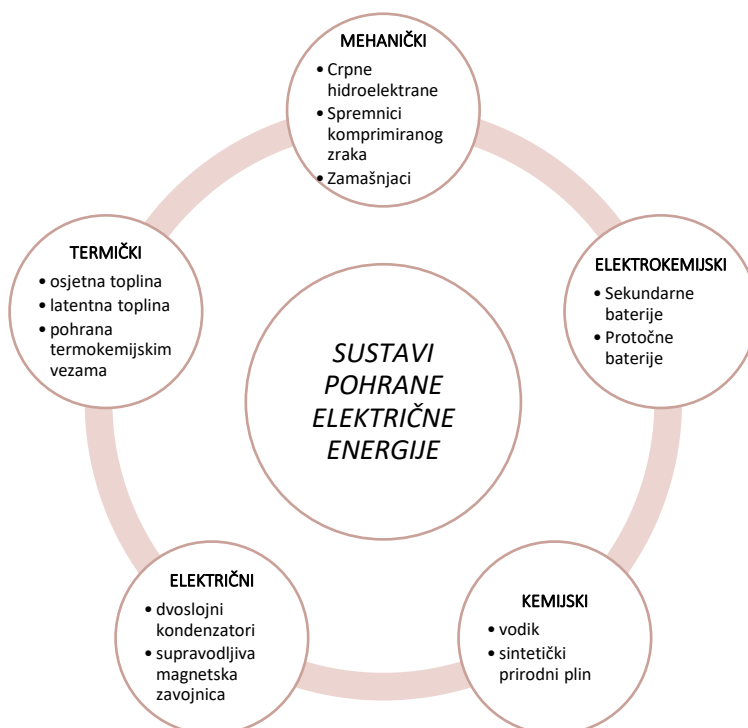 MEHANIČKI
• Crpne
hidroelektrane
• Spremnici
komprimiranog
zraka
• Zamašnjaci
ELEKTROKEMIJSKI
• Sekundarne
baterije
• Protočne
baterije
KEMIJSKI
• vodik
• sintetički
prirodni plin
ELEKTRIČNI
• dvoslojni
kondenzatori
• supravodljiva
magnetska
zavojnica
TERMIČKI
• osjetna toplina
• latentna toplina
• pohrana
termokemijskim
vezama
SUSTAVI
POHRANE
ELEKTRIČNE
ENERGIJE